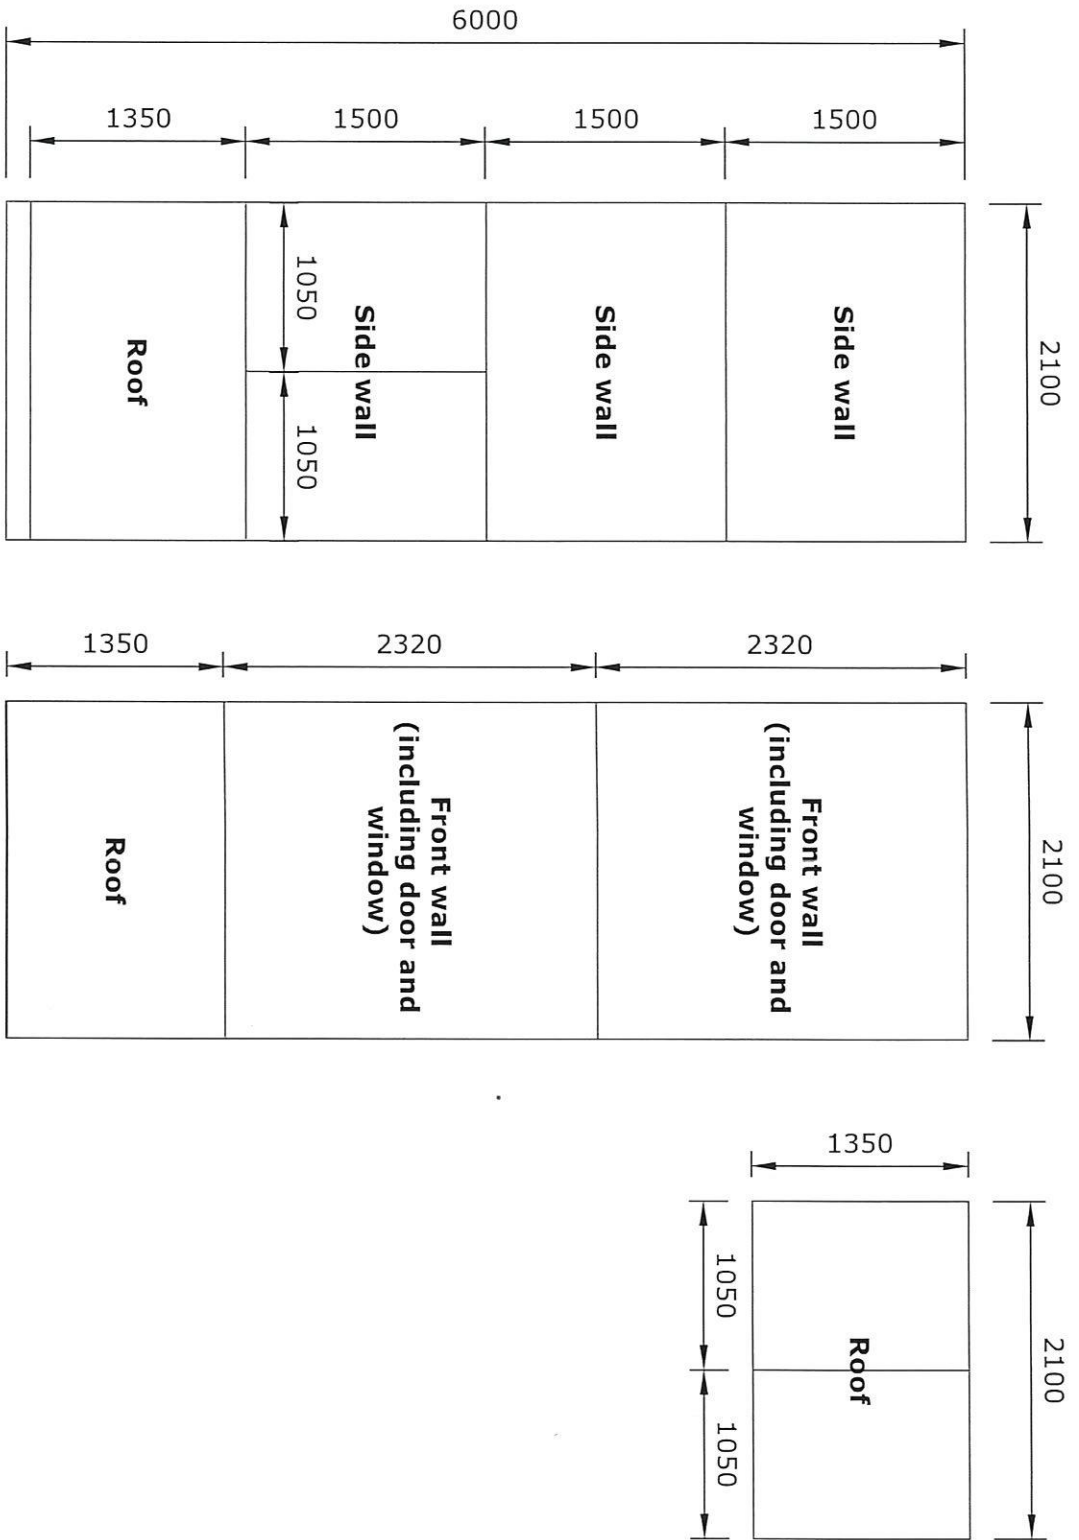 6000
1350
1500
1500
1500
2100
1050
1050
Roof
Side wall
Side wall
Side wall
1350
2320
2320
2100
Roof
Front wall
(including door and
window)
Front wall
(including door and
window)
1350
2100
1050
1050
Roof